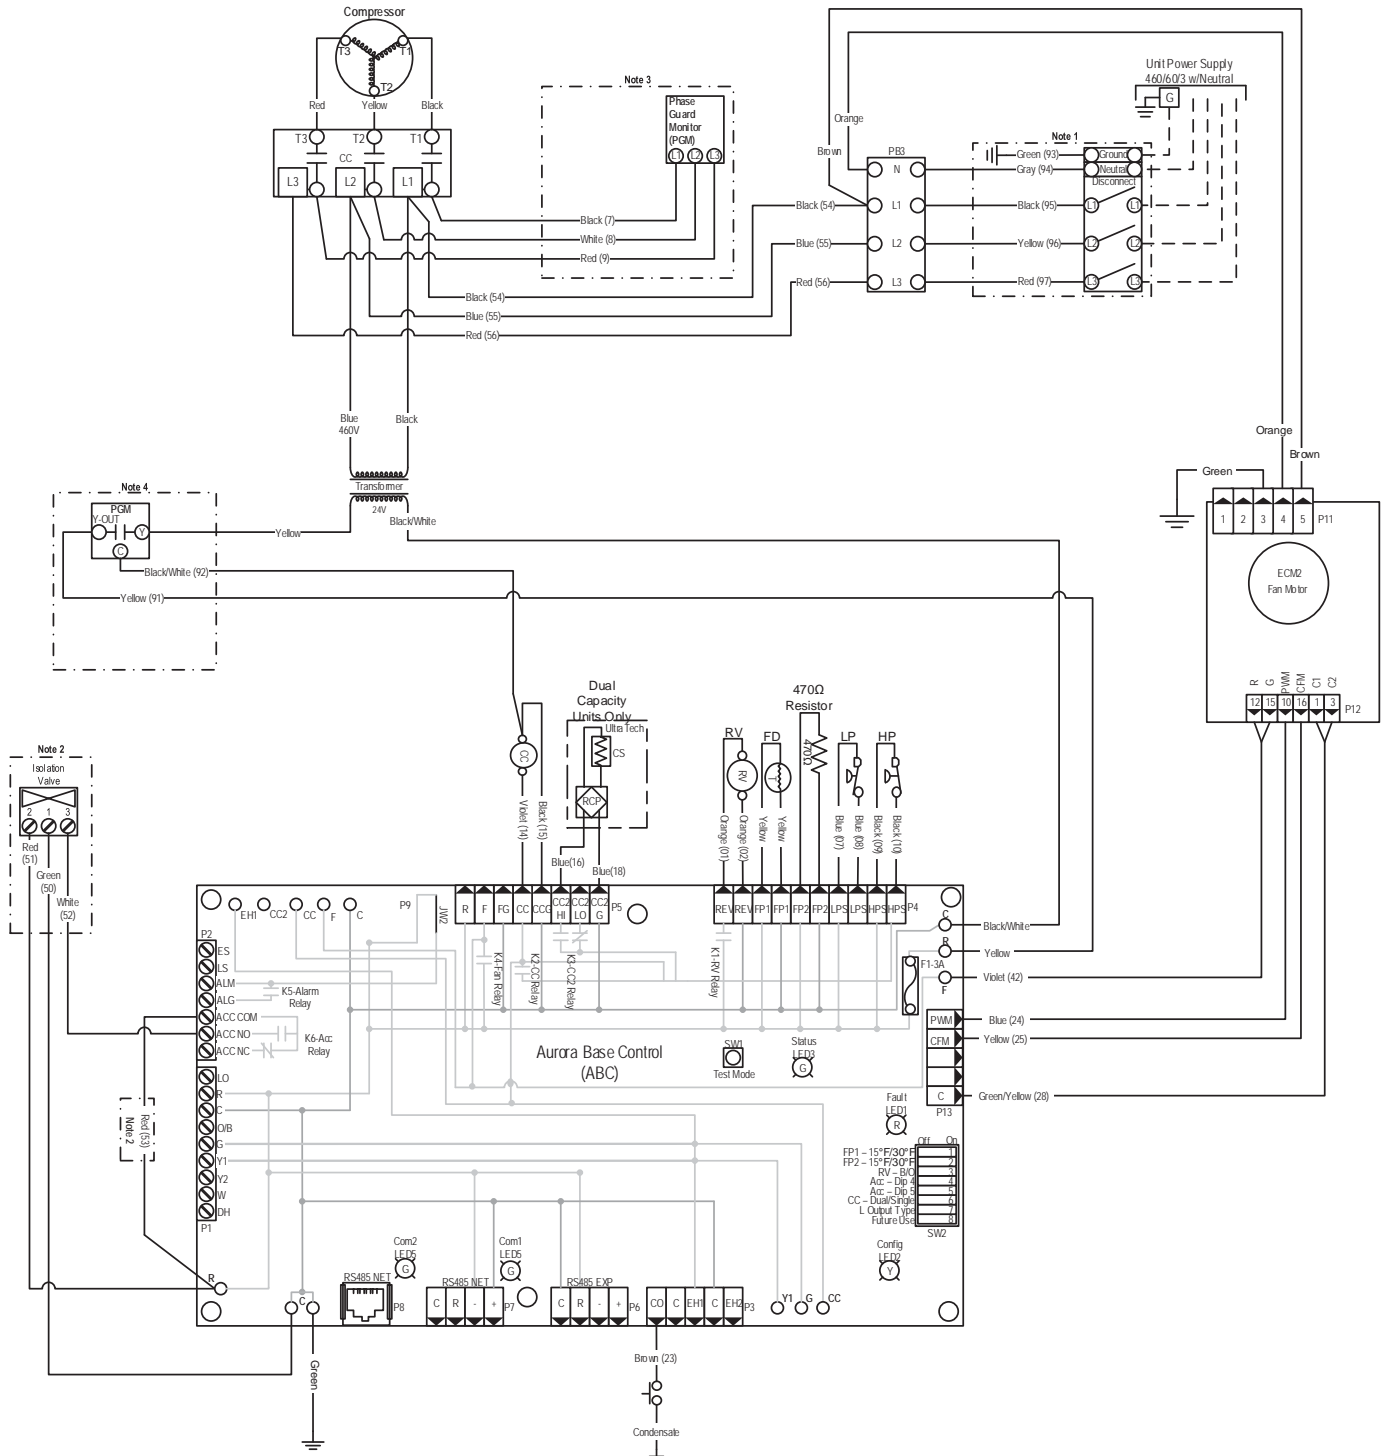 Compressor
T3
T1
T2
Red
Yellow
Black
T3
T2
T1
CC
L3
L2
L1
Note 3
Phase
Guard
Monitor
(PGM)
L1
L2
L3
Black (7)
White (8)
Red (9)
Black (54)
Blue (55)
Red (56)
Orange
Brown
PB3
N
L1
L2
L3
Black (54)
Blue (55)
Red (56)
Unit Power Supply
460/60/3 w/Neutral
G
Note 1
Green (93)
Gray (94)
Black (95)
Yellow (96)
Red (97)
Ground
Neutral
Disconnect
L1
L1
L2
L2
L3
L3
Blue
460V
Black
Transformer
24V
Black/White
Yellow
Note 4
PGM
Y-OUT
Y
C
Black/White (92)
Yellow (91)
Orange
Brown
Green
1
2
3
4
5
P11
ECM2
Fan Motor
R
G
PWM
CFM
C1
C2
12
15
10
16
1
3
P12
Note 2
Isolation
Valve
2
1
3
Red
(51)
Green
(50)
White
(52)
Dual
Capacity
Units Only
UltraTech
CS
RCP
CC
Violet (14)
Black (15)
Blue(16)
Blue(18)
470Ω
Resistor
470Ω
RV
FD
LP
HP
RV
T
Orange (01)
Orange (02)
Yellow
Yellow
Blue (07)
Blue (08)
Black (09)
Black (10)
EH1
CC2
CC
F
C
P9
JW2
R
F
FG
CC
CCG
CC2
HI
CC2
LO
CC2
G
P5
REV
REV
FP1
FP1
FP2
FP2
LPS
LPS
HPS
HPS
P4
C
R
F
Black/White
Yellow
Violet (42)
F1-3A
P2
ES
LS
ALM
ALG
ACC COM
ACC NO
ACC NC
K5-Alarm
Relay
K6-Acc
Relay
K4-Fan Relay
K2-CC Relay
K3-CC2 Relay
K1-RV Relay
Aurora Base Control
(ABC)
SW1
Test Mode
Status
LED3
G
PWM
CFM
C
P13
Blue (24)
Yellow (25)
Green/Yellow (28)
Fault
LED1
R
LO
R
C
O/B
G
Y1
Y2
W
DH
P1
Red (53)
Note 2
Off
On
FP1 – 15°F/30°F
FP2 – 15°F/30°F
RV – B/O
Acc – Dip 4
Acc – Dip 5
CC – Dual/Single
L Output Type
Future Use
1
2
3
4
5
6
7
8
SW2
Config
LED2
Y
R
C
Green
RS485 NET
P8
Com2
LED5
G
RS485 NET
C
R
-
+
P7
Com1
LED5
G
RS485 EXP
C
R
-
+
P6
CO
C
EH1
C
EH2
P3
Y1
G
CC
Brown (23)
Condensate